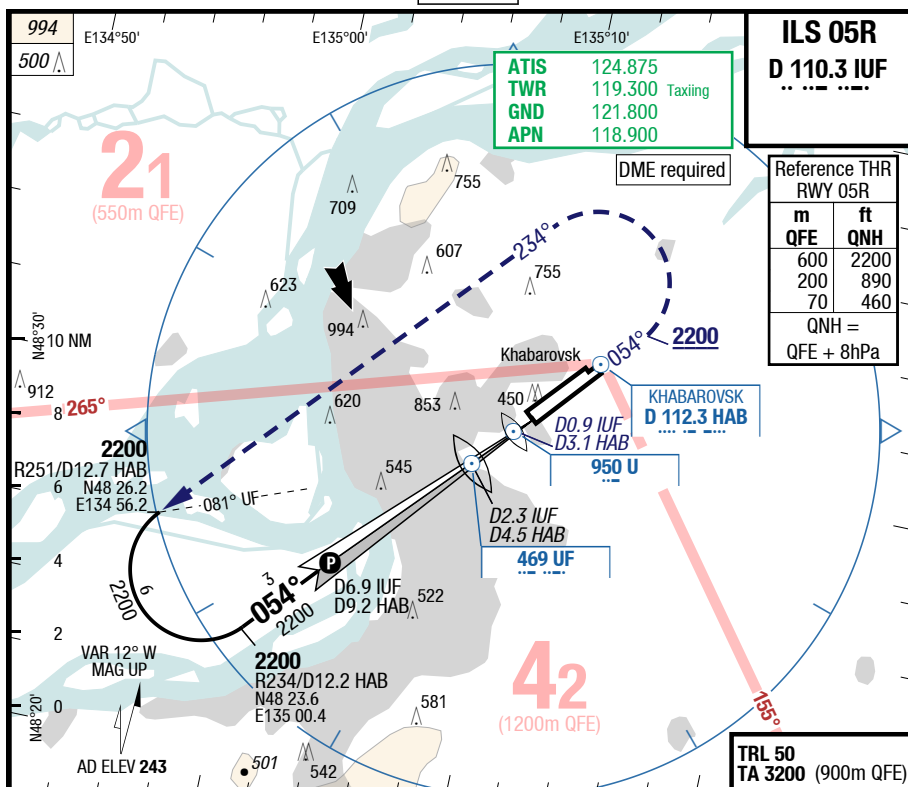 994
500
E134°50'
E135°00'
E135°10'
ILS 05R
D 110.3 IUF
ATIS 124.875
TWR 119.300 Taxiing
GND 121.800
APN 118.900
DME required
Reference THR
RWY 05R
m ft
QFE QNH
600 2200
200 890
70 460
QNH =
QFE + 8hPa
21
(550m QFE)
755
709
607
234°
623
755
994
N48°30'
10 NM
054°
2200
Khabarovsk
912
8
265°
620
853
450
KHABAROVSK
D 112.3 HAB
D0.9 IUF
D3.1 HAB
950 U
2200
R251/D12.7 HAB
N48 26.2
E134 56.2
6
081° UF
545
D2.3 IUF
D4.5 HAB
469 UF
4
3
054°
2200
P
D6.9 IUF
D9.2 HAB
522
6
2200
2
VAR 12° W
MAG UP
2200
R234/D12.2 HAB
N48 23.6
E135 00.4
42
(1200m QFE)
155°
N48°20'
0
581
AD ELEV 243
501
542
TRL 50
TA 3200 (900m QFE)